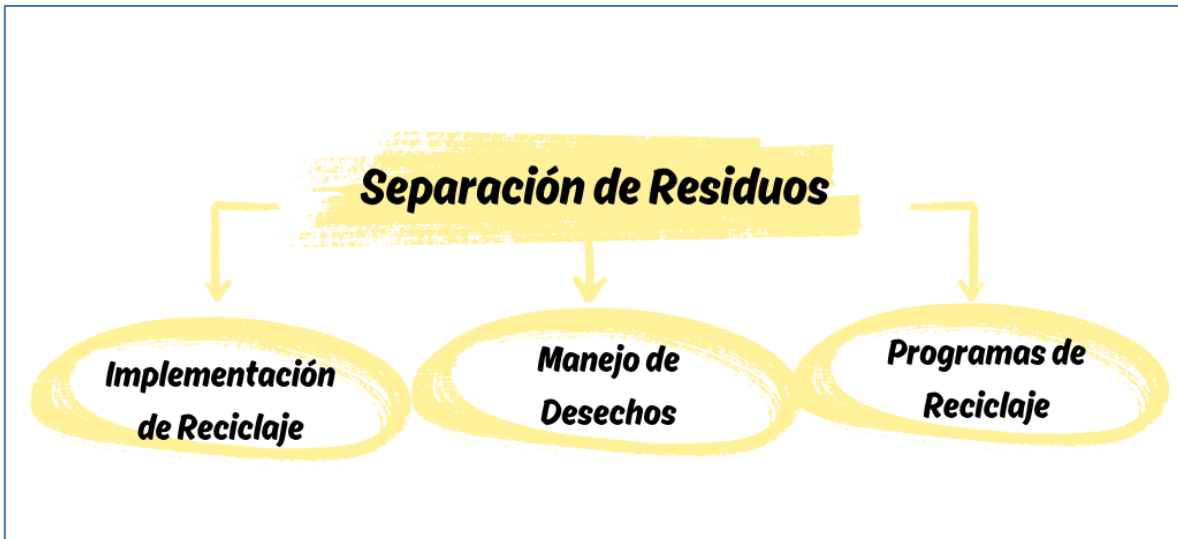 Separación de Residuos
Implementación
de Reciclaje
Manejo de
Desechos
Programas de
Reciclaje